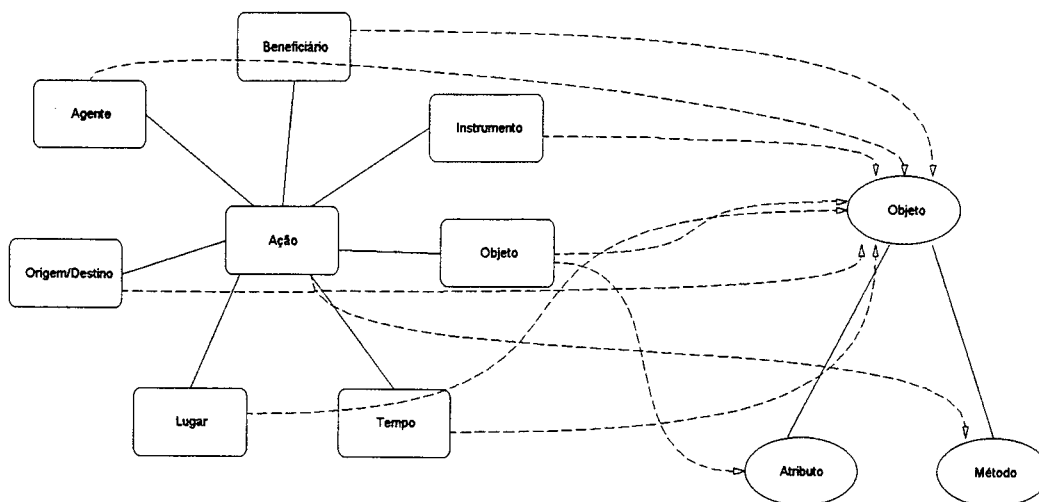 Beneficiário
Agente
Instrumento
Objeto
Ação
Objeto
Origem/Destino
Lugar
Tempo
Atributo
Método